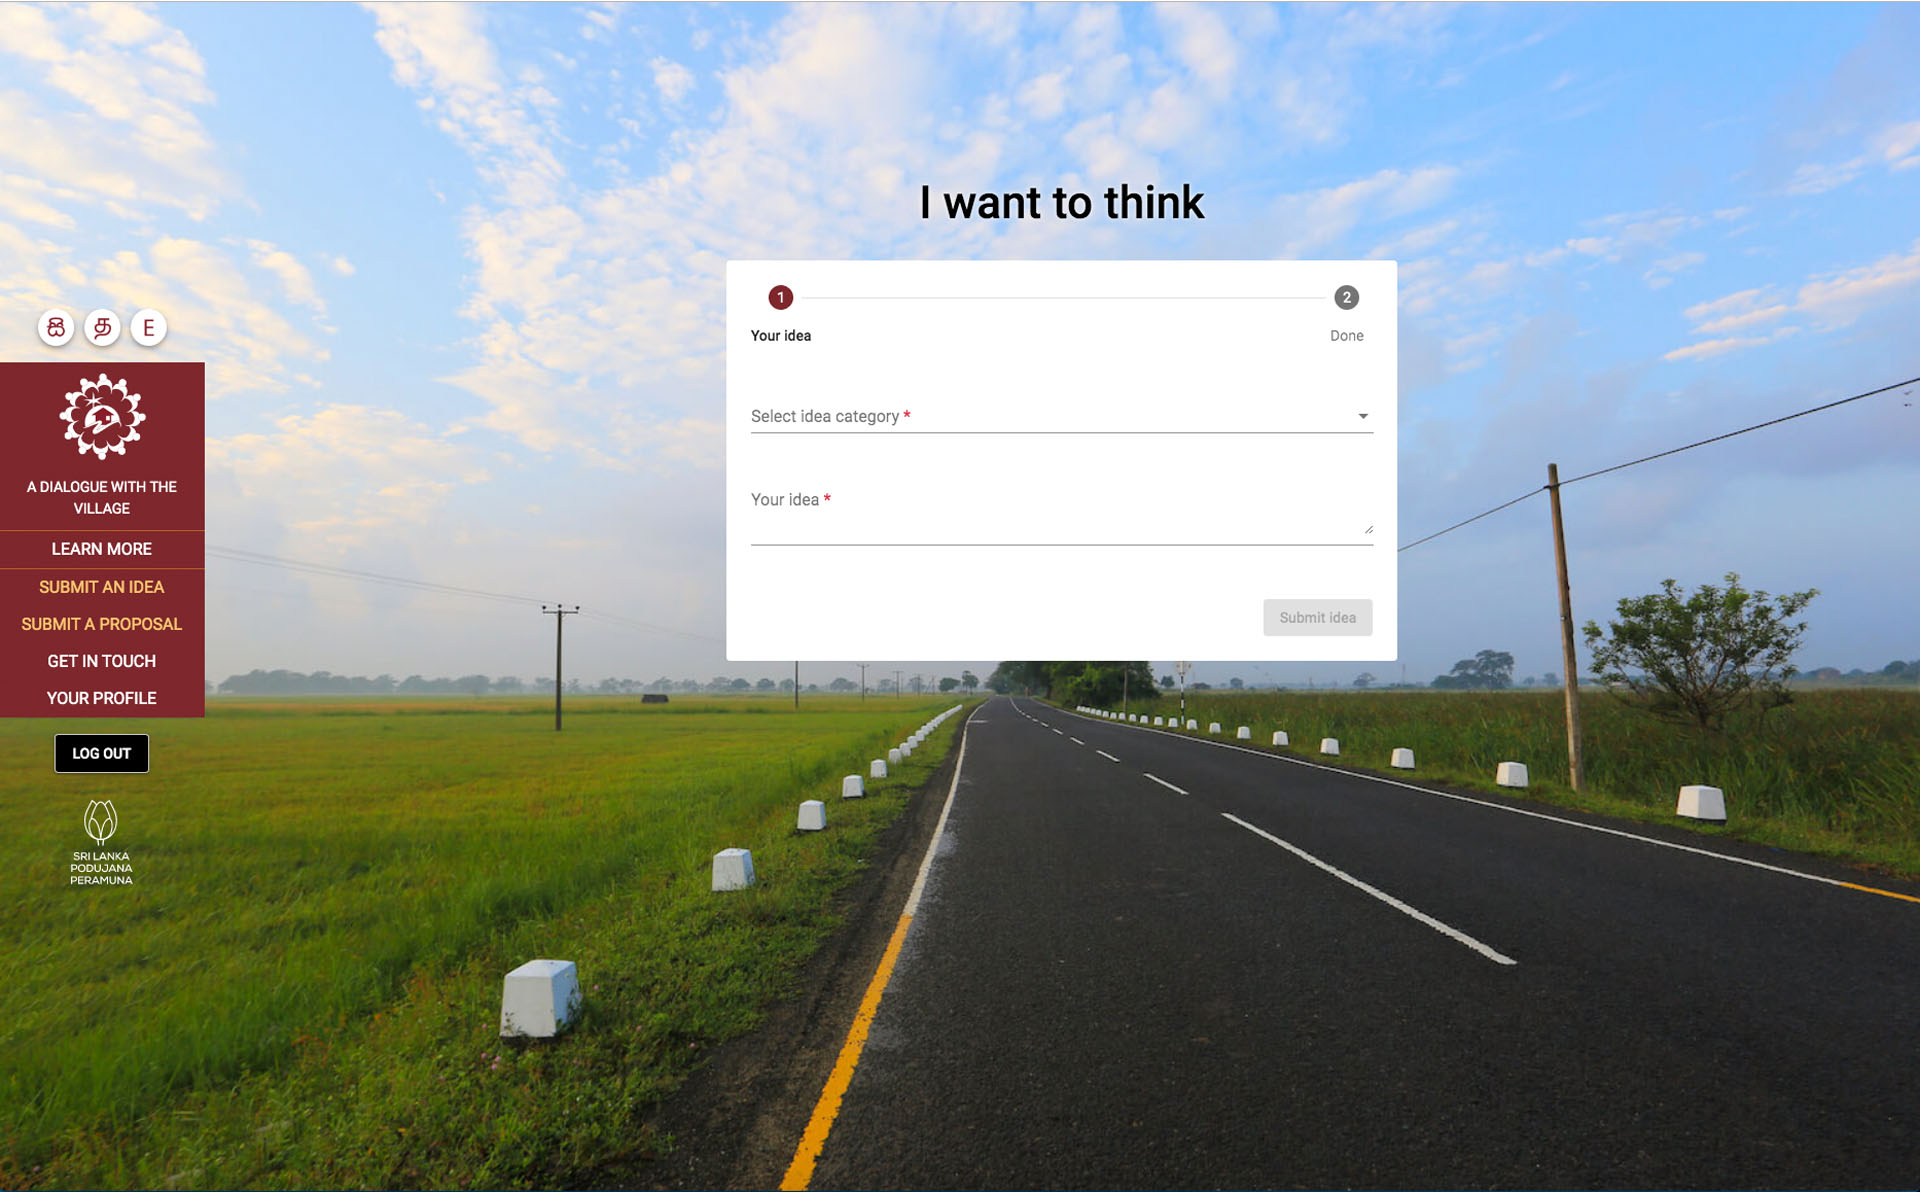 I want to think
1
2
Your idea
Done
Select idea category *
Your idea *
Submit idea
සි
த
E
A DIALOGUE WITH THE
VILLAGE
LEARN MORE
SUBMIT AN IDEA
SUBMIT A PROPOSAL
GET IN TOUCH
YOUR PROFILE
LOG OUT
SRI LANKA
PODUJANA
PERAMUNA